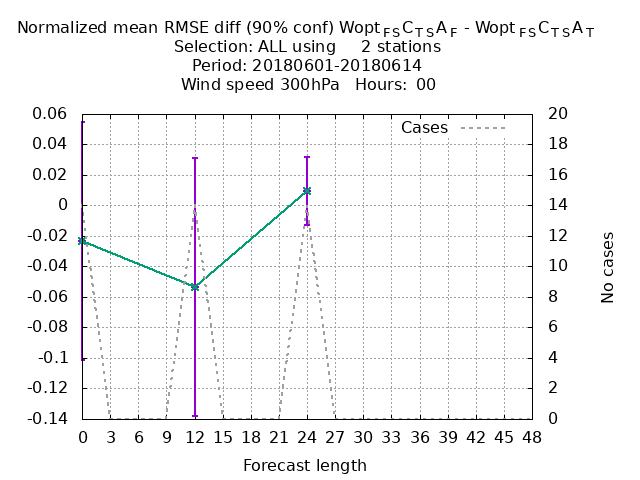 Normalized mean RMSE diff (90% conf) Wopt FS C TS A F - Wopt FS C TS A T
Selection: ALL using 2 stations
Period: 20180601-20180614
Wind speed 300hPa Hours: 00
Cases
0.06
0.04
0.02
0
-0.02
-0.04
-0.06
-0.08
-0.1
-0.12
-0.14
20
18
16
14
12
10
8
6
4
2
0
No cases
0 3 6 9 12 15 18 21 24 27 30 33 36 39 42 45 48
Forecast length